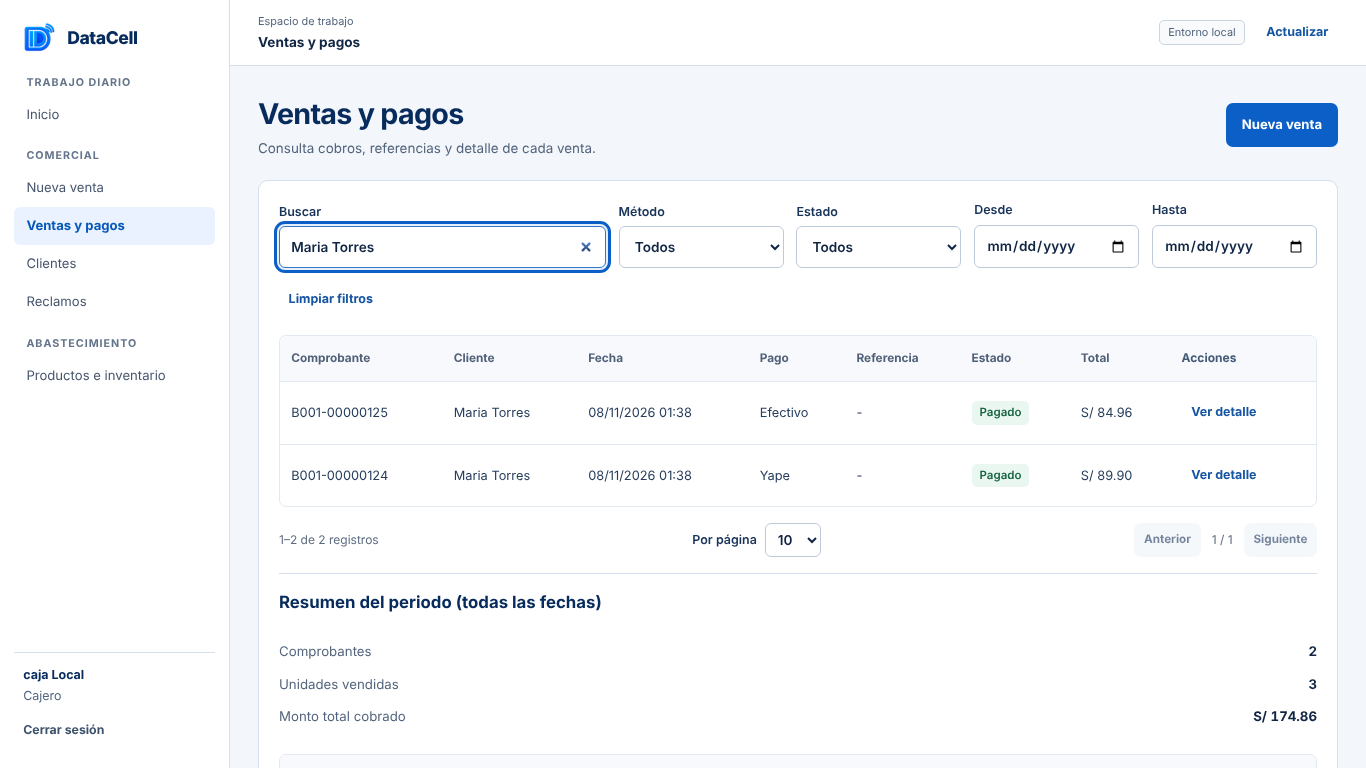 DataCell
TRABAJO DIARIO
Inicio
COMERCIAL
Nueva venta
Ventas y pagos
Clientes
Reclamos
ABASTECIMIENTO
Productos e inventario
caja Local
Cajero
Cerrar sesión
Espacio de trabajo
Ventas y pagos
Entorno local
Actualizar
Ventas y pagos
Consulta cobros, referencias y detalle de cada venta.
Nueva venta
Buscar Método Estado Desde Hasta
Maria Torres Todos Todos mm/dd/yyyy mm/dd/yyyy
Limpiar filtros
Comprobante Cliente Fecha Pago Referencia Estado Total Acciones
B001-00000125 Maria Torres 08/11/2026 01:38 Efectivo - Pagado S/ 84.96 Ver detalle
B001-00000124 Maria Torres 08/11/2026 01:38 Yape - Pagado S/ 89.90 Ver detalle
1–2 de 2 registros Por página 10 Anterior 1 / 1 Siguiente
Resumen del periodo (todas las fechas)
Comprobantes 2
Unidades vendidas 3
Monto total cobrado S/ 174.86